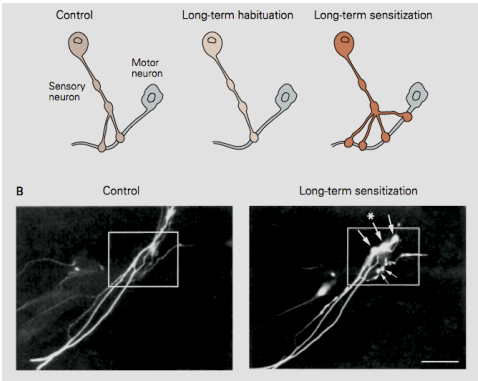 Control
Long-term habituation
Long-term sensitization
Motor
neuron
Sensory
neuron
B
Control
Long-term sensitization
*